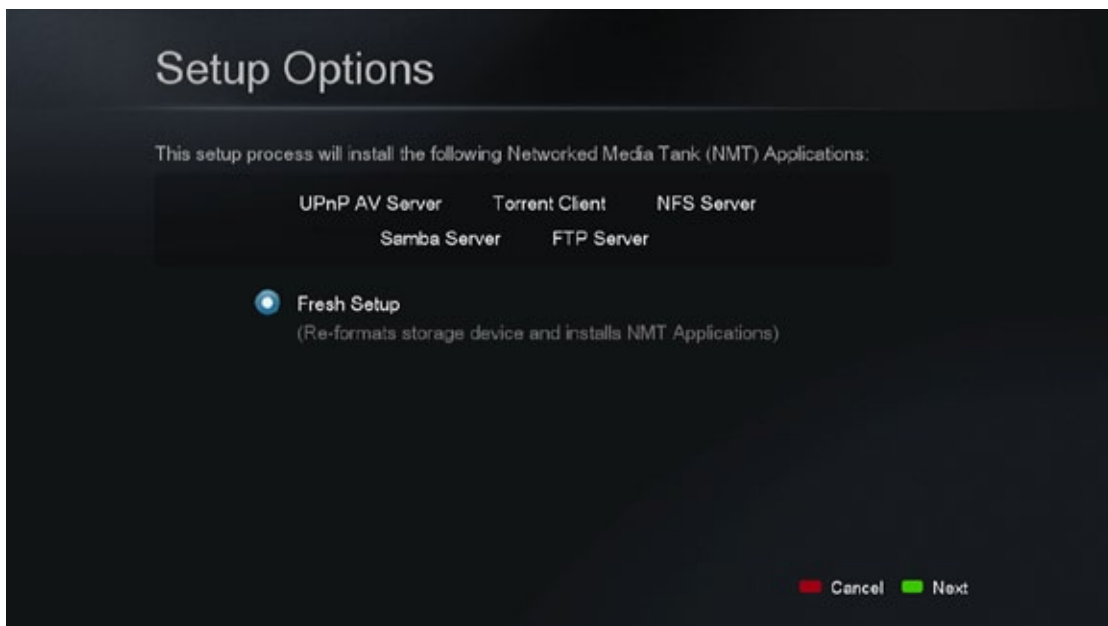 Setup Options
This setup process will install the following Networked Media Tank (NMT) Applications:
UPnP AV Server Torrent Client NFS Server
Samba Server FTP Server
Fresh Setup
(Re-formats storage device and installs NMT Applications)
Cancel Next